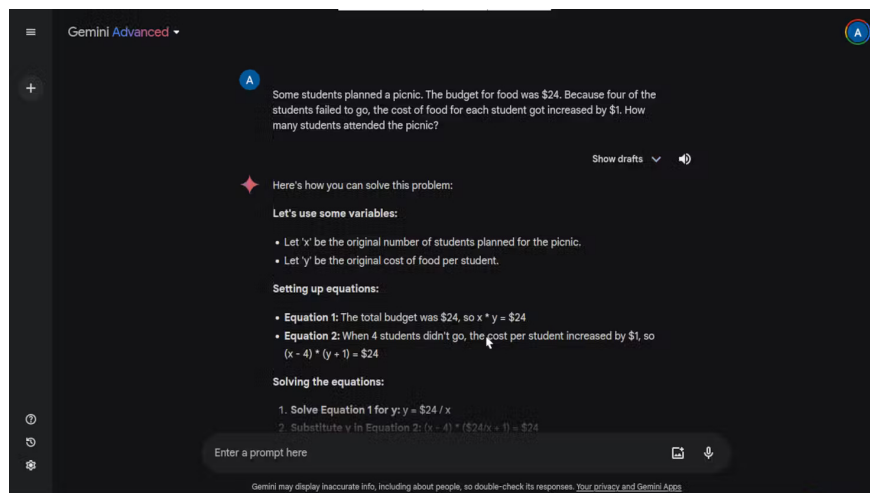 Gemini Advanced
A
A
Some students planned a picnic. The budget for food was $24. Because four of the
students failed to go, the cost of food for each student got increased by $1. How
many students attended the picnic?
Show drafts
Here's how you can solve this problem:
Let's use some variables:
• Let 'x' be the original number of students planned for the picnic.
• Let 'y' be the original cost of food per student.
Setting up equations:
• Equation 1: The total budget was $24, so x * y = $24
• Equation 2: When 4 students didn't go, the cost per student increased by $1, so
(x - 4) * (y + 1) = $24
Solving the equations:
1. Solve Equation 1 for y: y = $24 / x
2. Substitute y in Equation 2: (x - 4) * ($24/x + 1) = $24
Enter a prompt here
Gemini may display inaccurate info, including about people, so double-check its responses. Your privacy and Gemini Apps